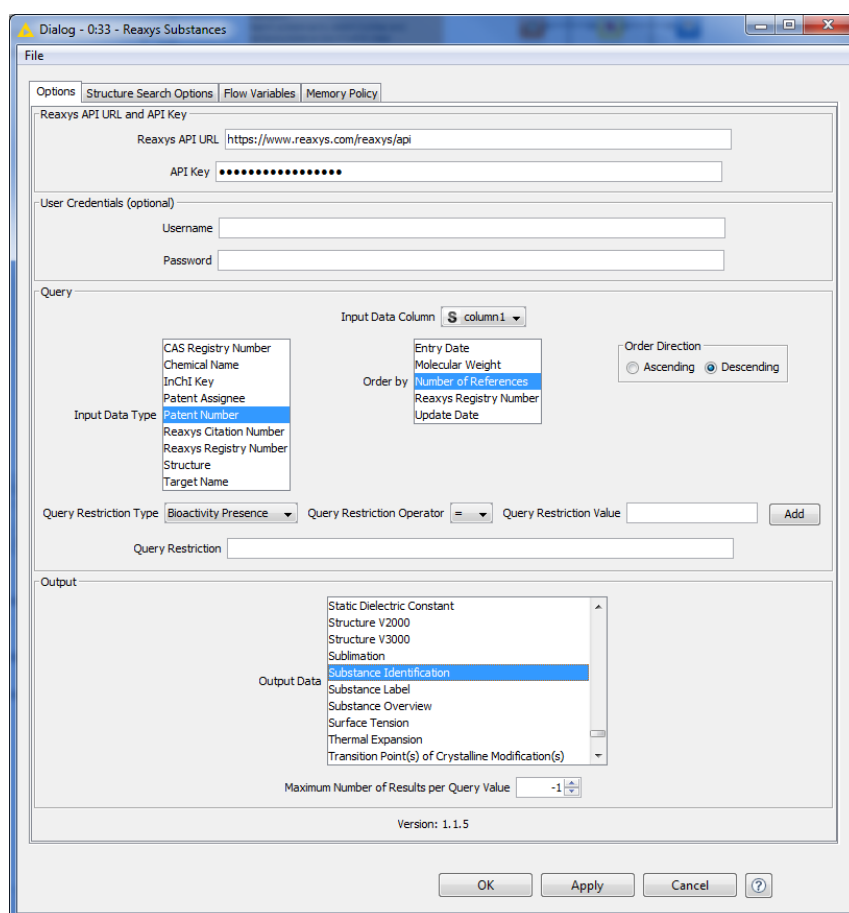 Dialog - 0:33 - Reaxys Substances
File
Options Structure Search Options Flow Variables Memory Policy
Reaxys API URL and API Key
Reaxys API URL https://www.reaxys.com/reaxys/api
API Key ●●●●●●●●●●●●●●●●●
User Credentials (optional)
Username
Password
Query
Input Data Column S column1
Input Data Type
CAS Registry Number
Chemical Name
InChI Key
Patent Assignee
Patent Number
Reaxys Citation Number
Reaxys Registry Number
Structure
Target Name
Order by
Entry Date
Molecular Weight
Number of References
Reaxys Registry Number
Update Date
Order Direction
Ascending Descending
Query Restriction Type Bioactivity Presence Query Restriction Operator = Query Restriction Value Add
Query Restriction
Output
Output Data
Static Dielectric Constant
Structure V2000
Structure V3000
Sublimation
Substance Identification
Substance Label
Substance Overview
Surface Tension
Thermal Expansion
Transition Point(s) of Crystalline Modification(s)
Maximum Number of Results per Query Value -1
Version: 1.1.5
OK Apply Cancel ?